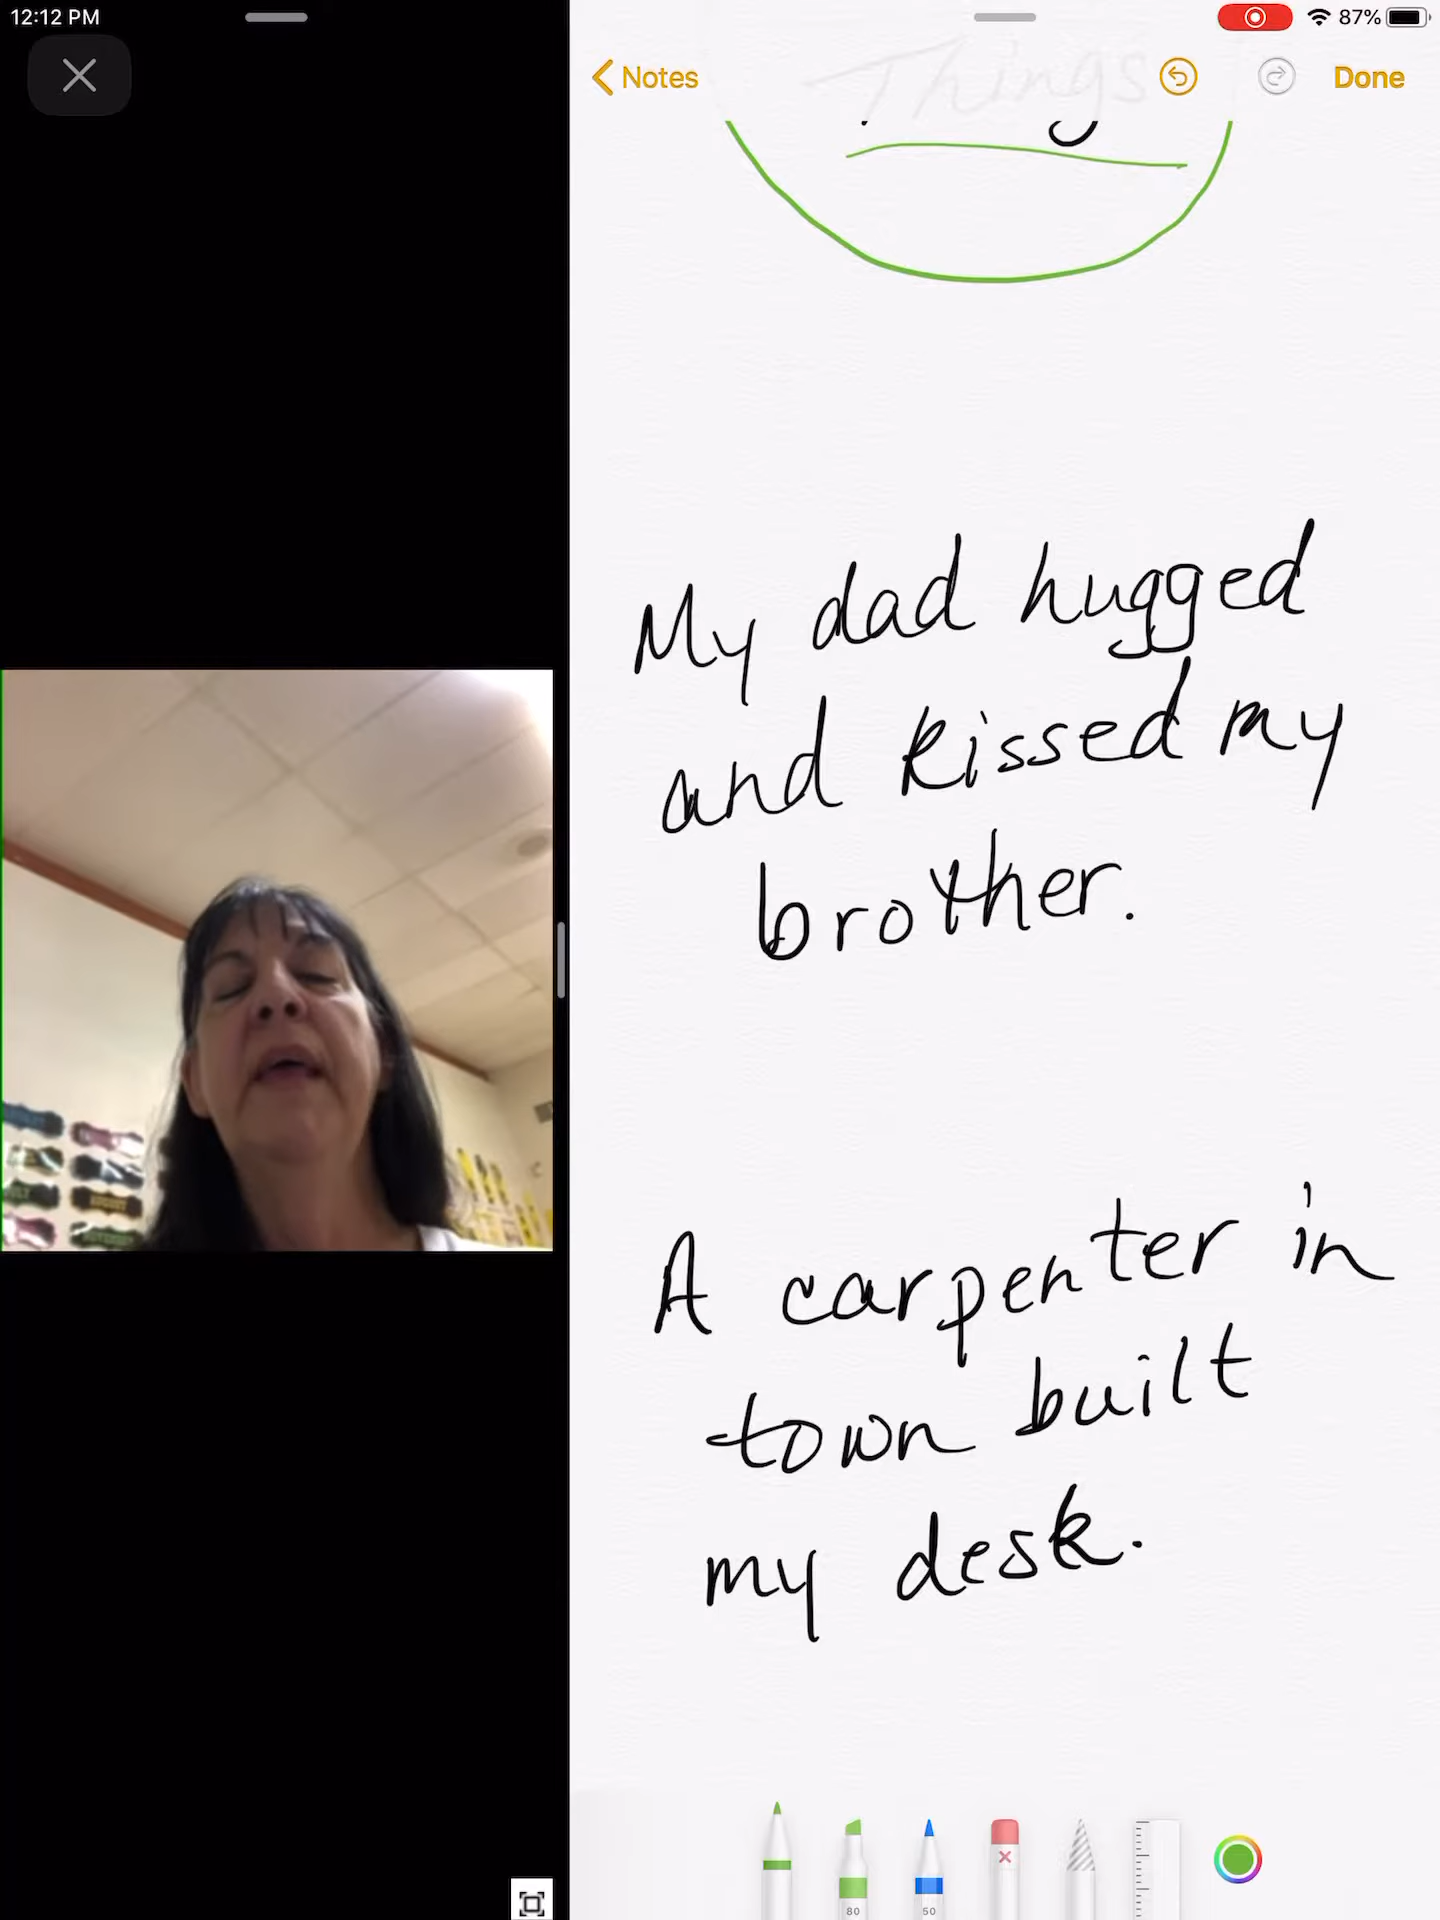 12:12 PM
87%
Notes
Done
Things
My dad hugged
and kissed my
brother.
A carpenter in
town built
my desk.
80
50